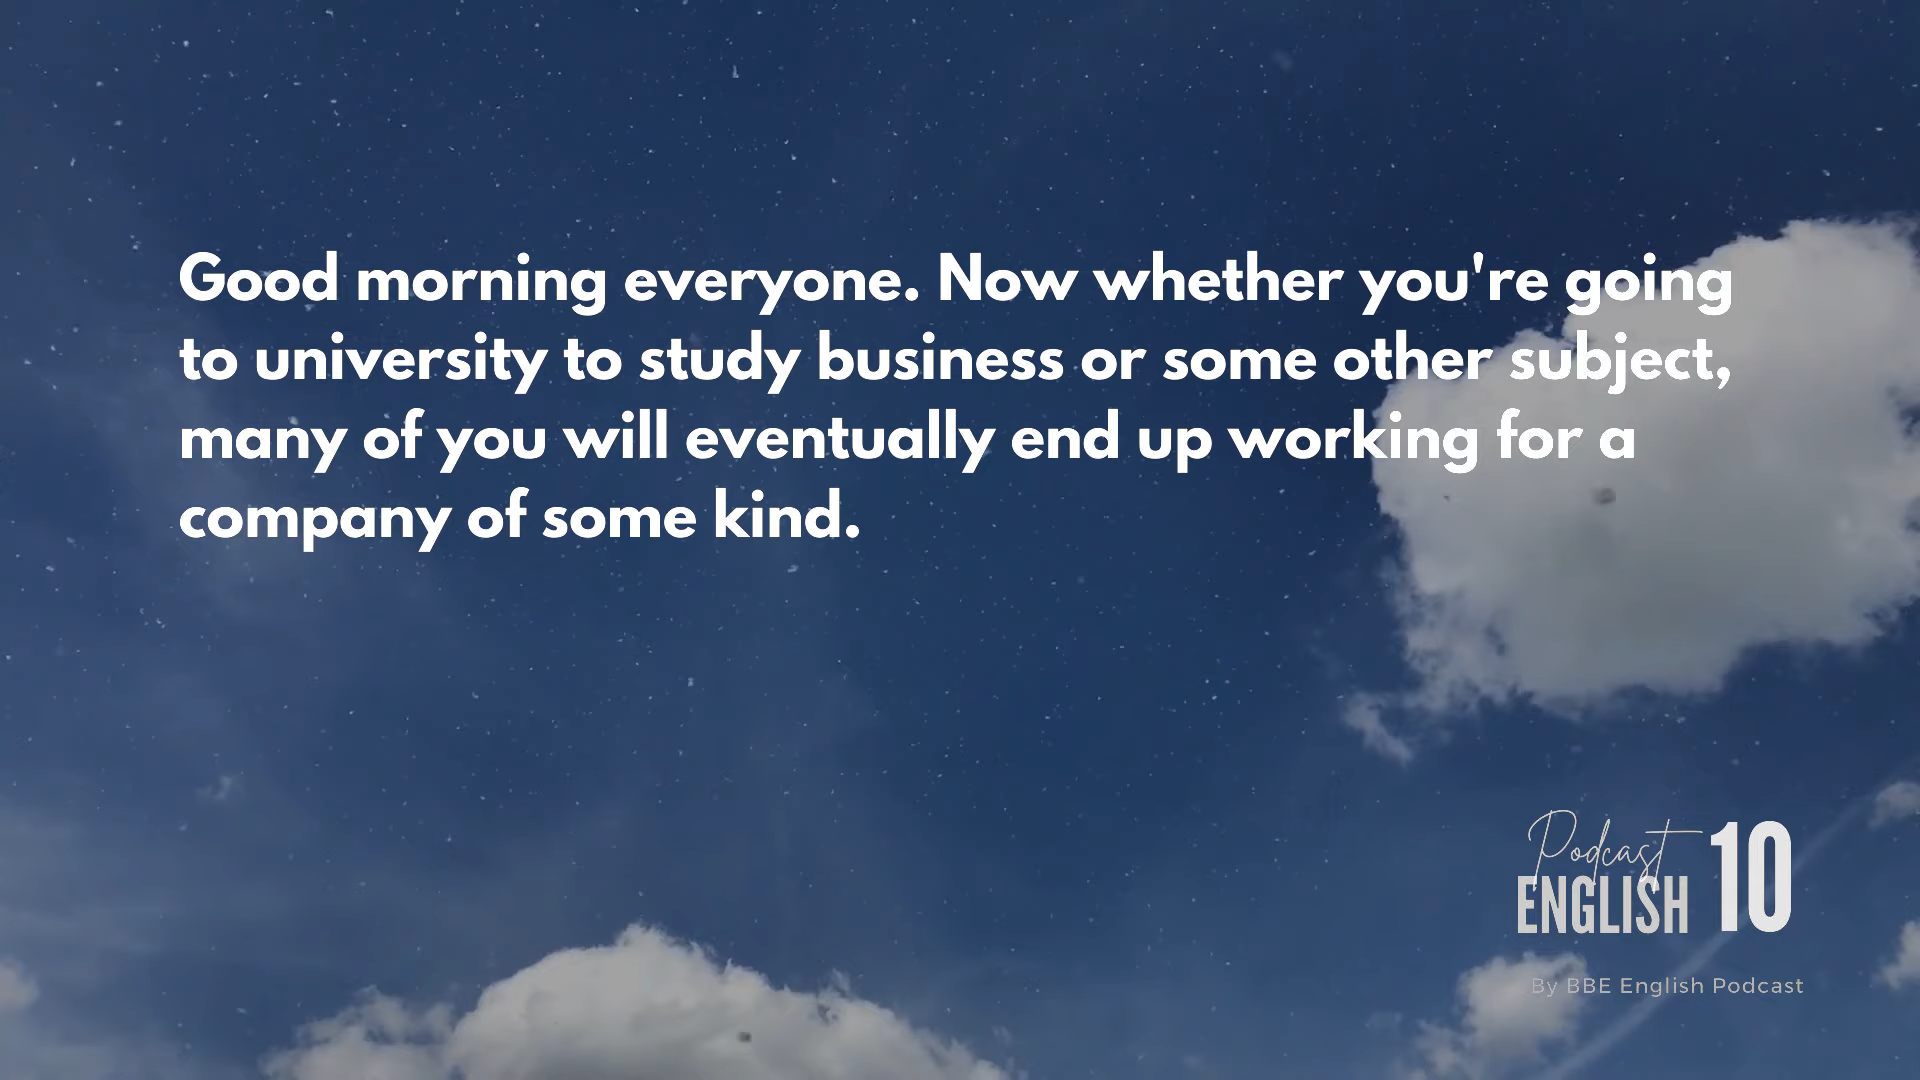 Good morning everyone. Now whether you're going
to university to study business or some other subject,
many of you will eventually end up working for a
company of some kind.
Podcast
ENGLISH 10
By BBE English Podcast